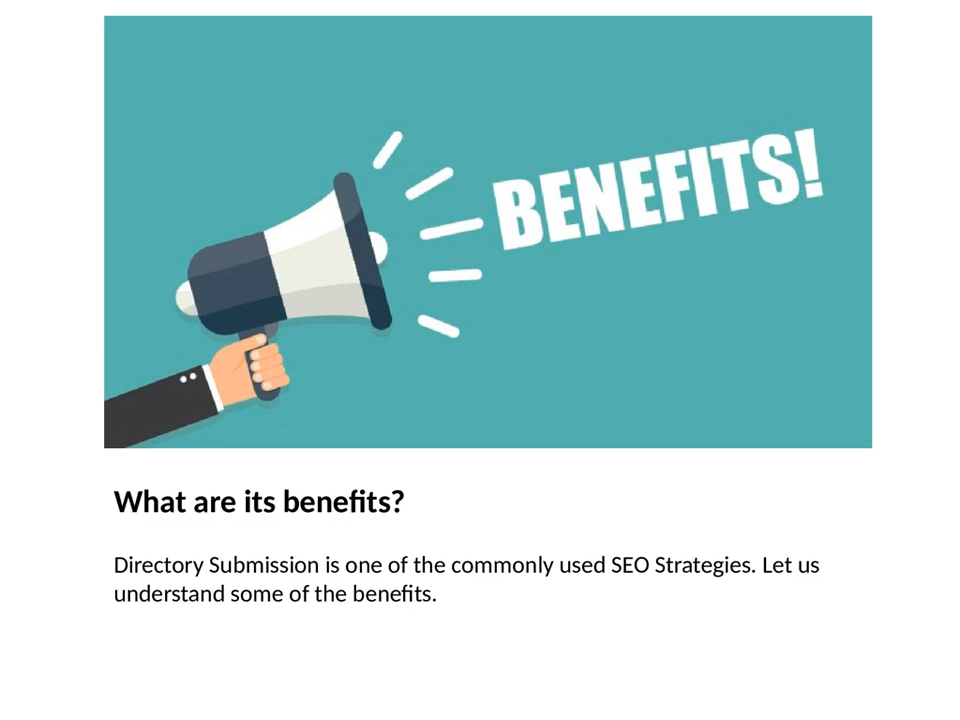 BENEFITS!
What are its benefits?
Directory Submission is one of the commonly used SEO Strategies. Let us
understand some of the benefits.